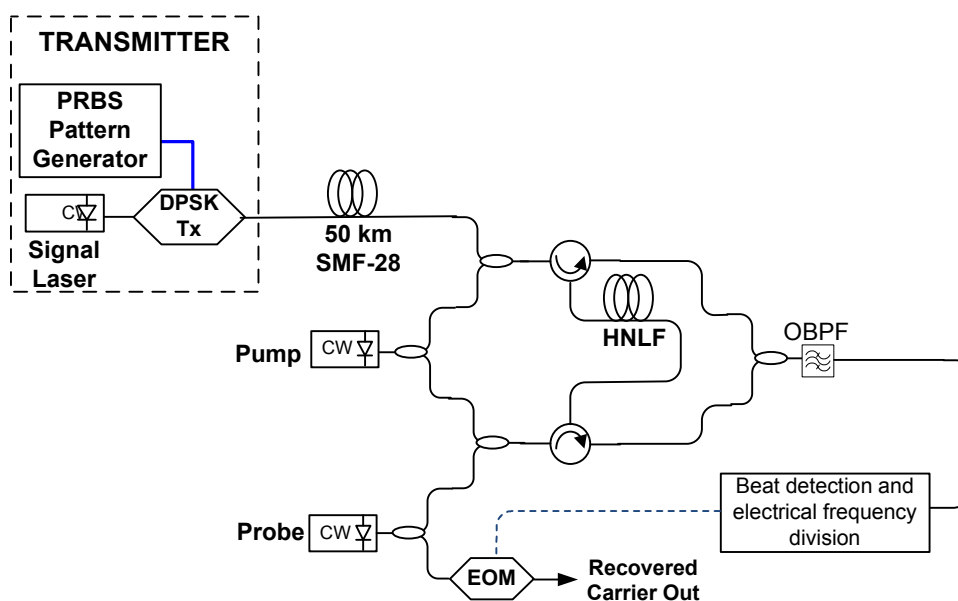 TRANSMITTER
PRBS
Pattern
Generator
CW
DPSK
Tx
Signal
Laser
50 km
SMF-28
HNLF
OBPF
Pump
CW
Beat detection and
electrical frequency
division
Probe
CW
EOM
Recovered
Carrier Out